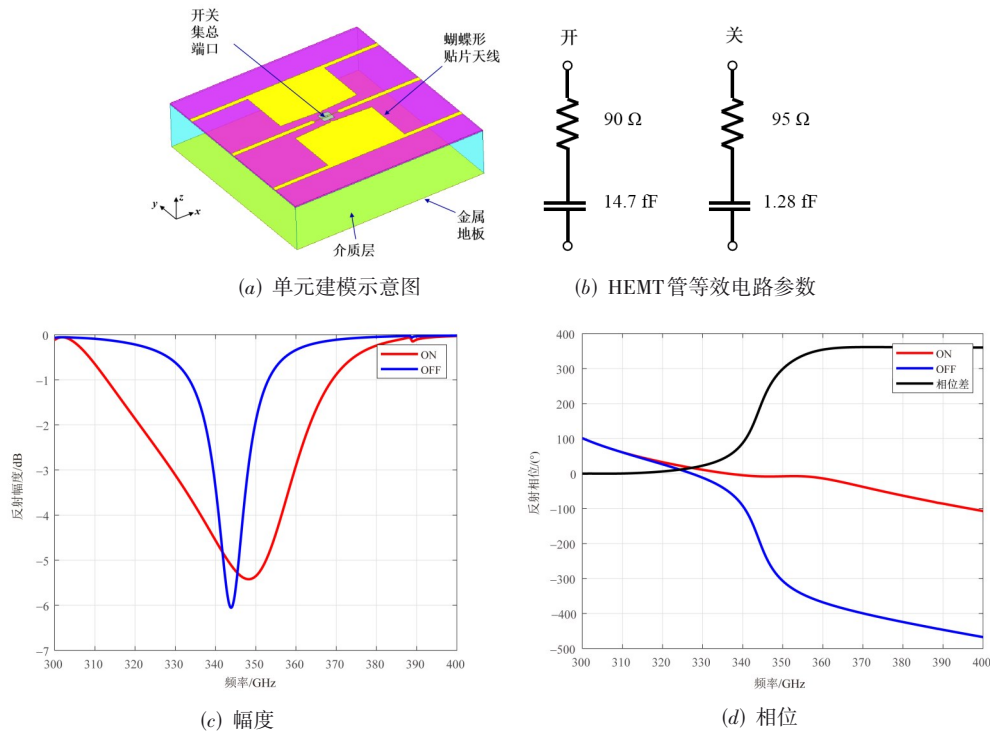 开关
集总
端口
蝴蝶形
贴片天线
z
y
x
介质层
金属
地板
(a) 单元建模示意图
开
关
90 Ω
95 Ω
14.7 fF
1.28 fF
(b) HEMT管等效电路参数
0
−1
−2
−3
−4
−5
−6
−7
反射幅度/dB
ON
OFF
300 310 320 330 340 350 360 370 380 390 400
频率/GHz
(c) 幅度
400
300
200
100
0
−100
−200
−300
−400
−500
反射相位/(°)
ON
OFF
相位差
300 320 340 360 380 400
频率/GHz
(d) 相位